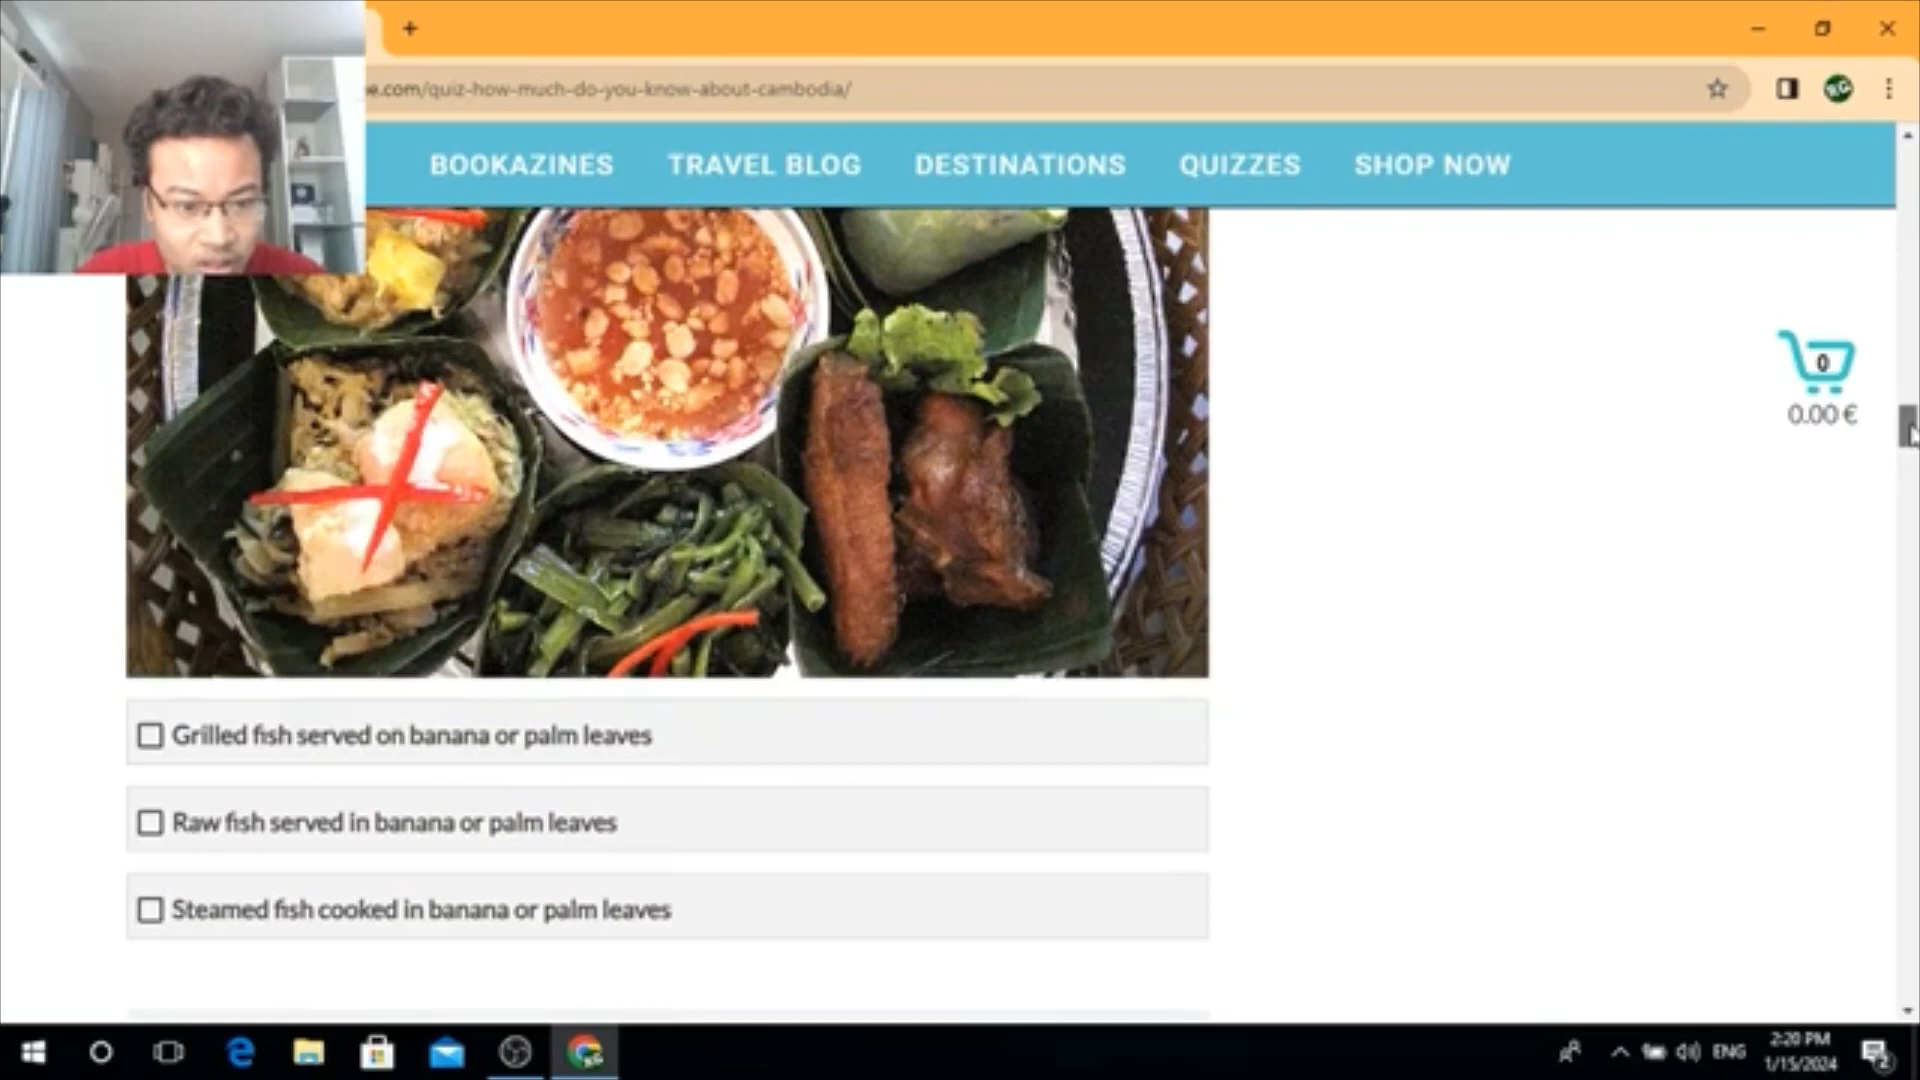 e.com/quiz-how-much-do-you-know-about-cambodia/
BOOKAZINES TRAVEL BLOG DESTINATIONS QUIZZES SHOP NOW
0
0.00 €
Grilled fish served on banana or palm leaves
Raw fish served in banana or palm leaves
Steamed fish cooked in banana or palm leaves
ENG
2:20 PM
1/15/2024
2